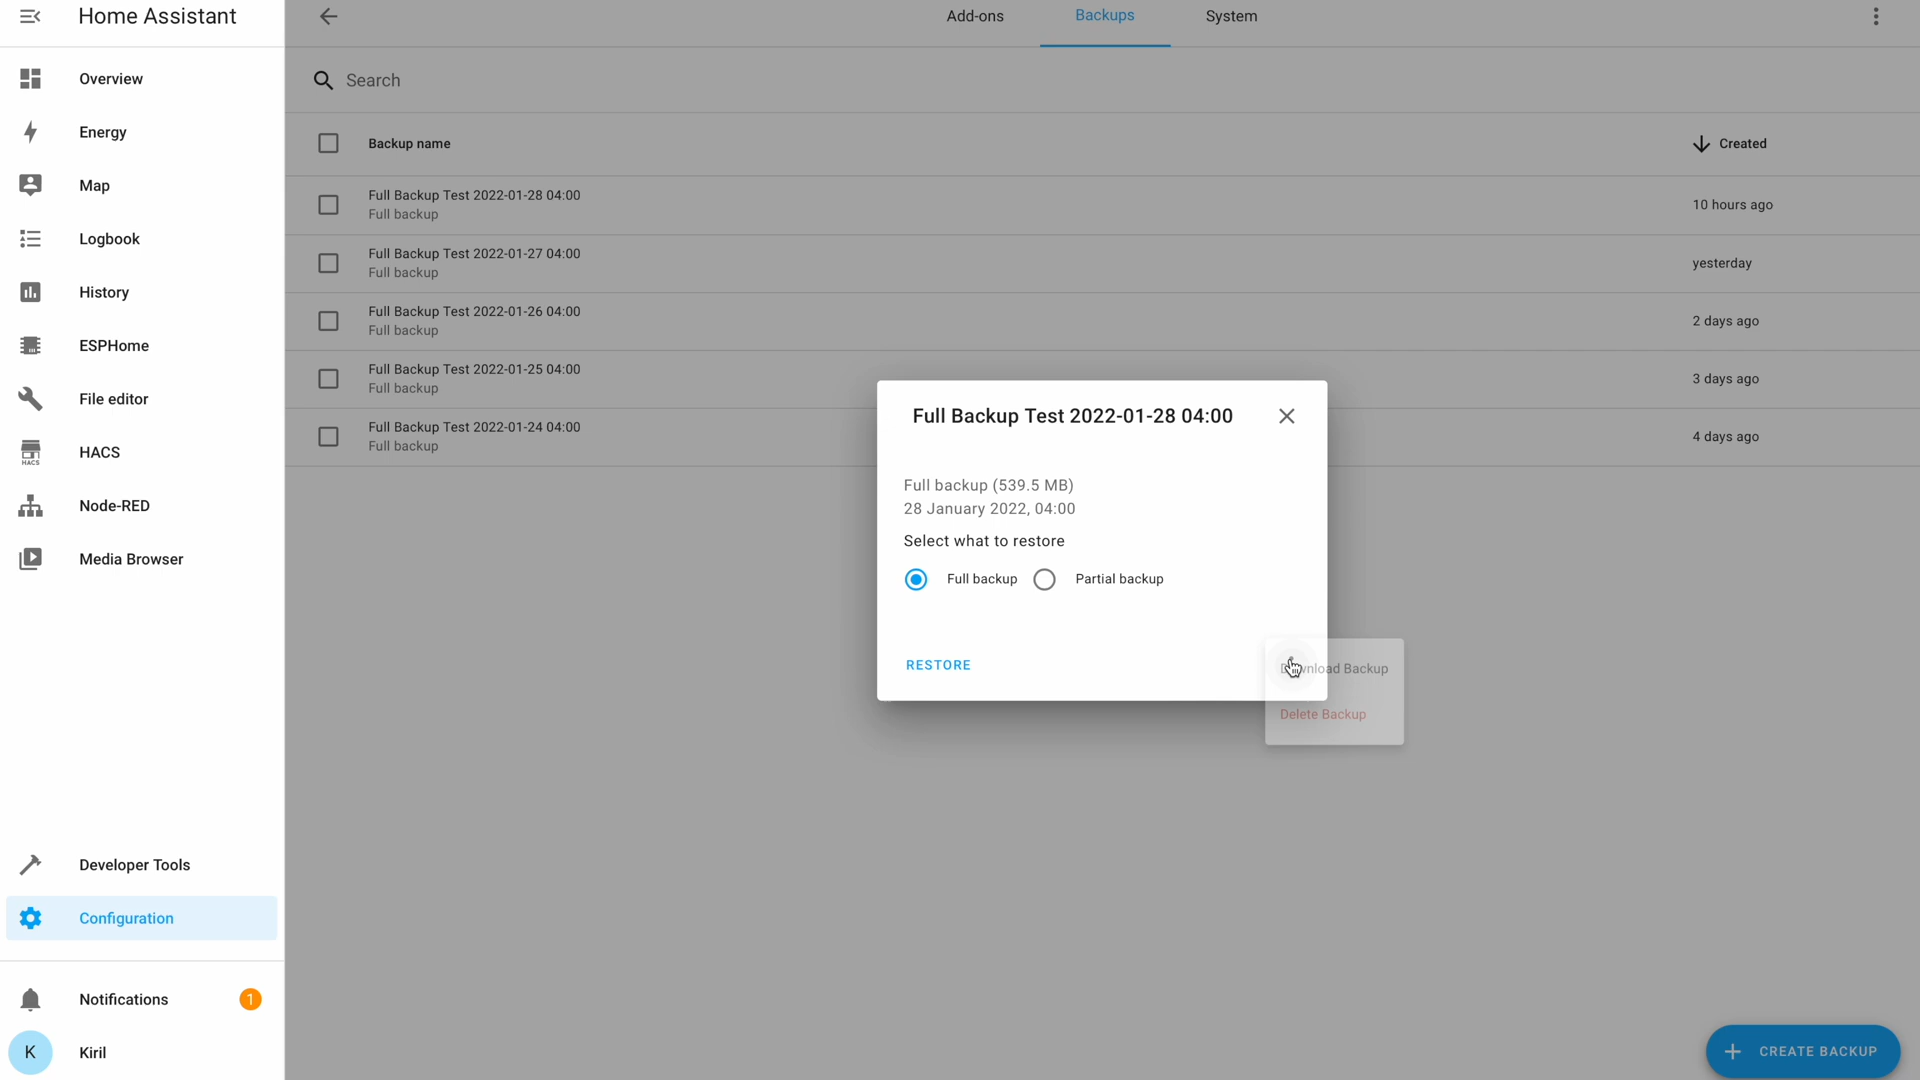 Home Assistant
Add-ons
Backups
System
Overview
Search
Energy
Backup name
Created
Map
Full Backup Test 2022-01-28 04:00
Full backup
10 hours ago
Logbook
Full Backup Test 2022-01-27 04:00
Full backup
yesterday
History
Full Backup Test 2022-01-26 04:00
Full backup
2 days ago
ESPHome
Full Backup Test 2022-01-25 04:00
Full backup
3 days ago
File editor
Full Backup Test 2022-01-24 04:00
Full backup
4 days ago
HACS
HACS
Node-RED
Media Browser
Full Backup Test 2022-01-28 04:00
Full backup (539.5 MB)
28 January 2022, 04:00
Select what to restore
Full backup
Partial backup
RESTORE
Download Backup
Delete Backup
Developer Tools
Configuration
Notifications
1
K
Kiril
CREATE BACKUP